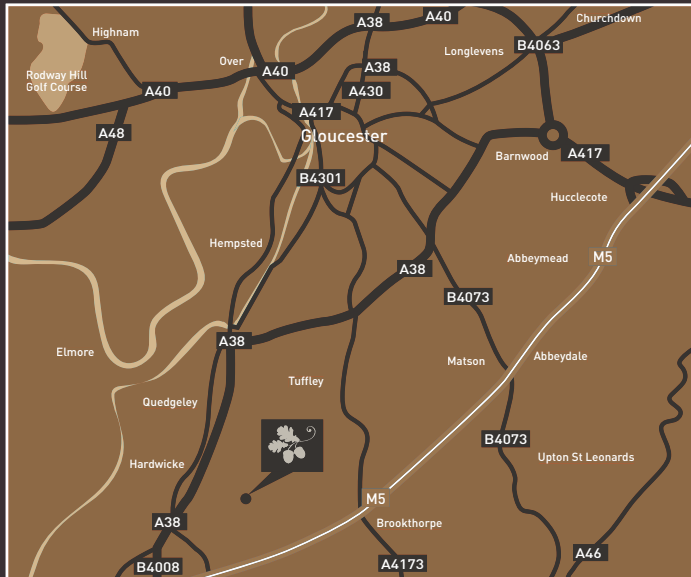 Churchdown
A38
A40
Highnam
B4063
Longlevens
Over
A40
A38
Rodway Hill
Golf Course
A40
A430
A417
A48
Gloucester
Barnwood
A417
B4301
Hucclecote
Hempsted
Abbeymead
M5
A38
B4073
A38
Elmore
Matson
Abbeydale
Tuffley
Quedgeley
B4073
Hardwicke
Upton St Leonards
M5
A38
Brookthorpe
A46
B4008
A4173